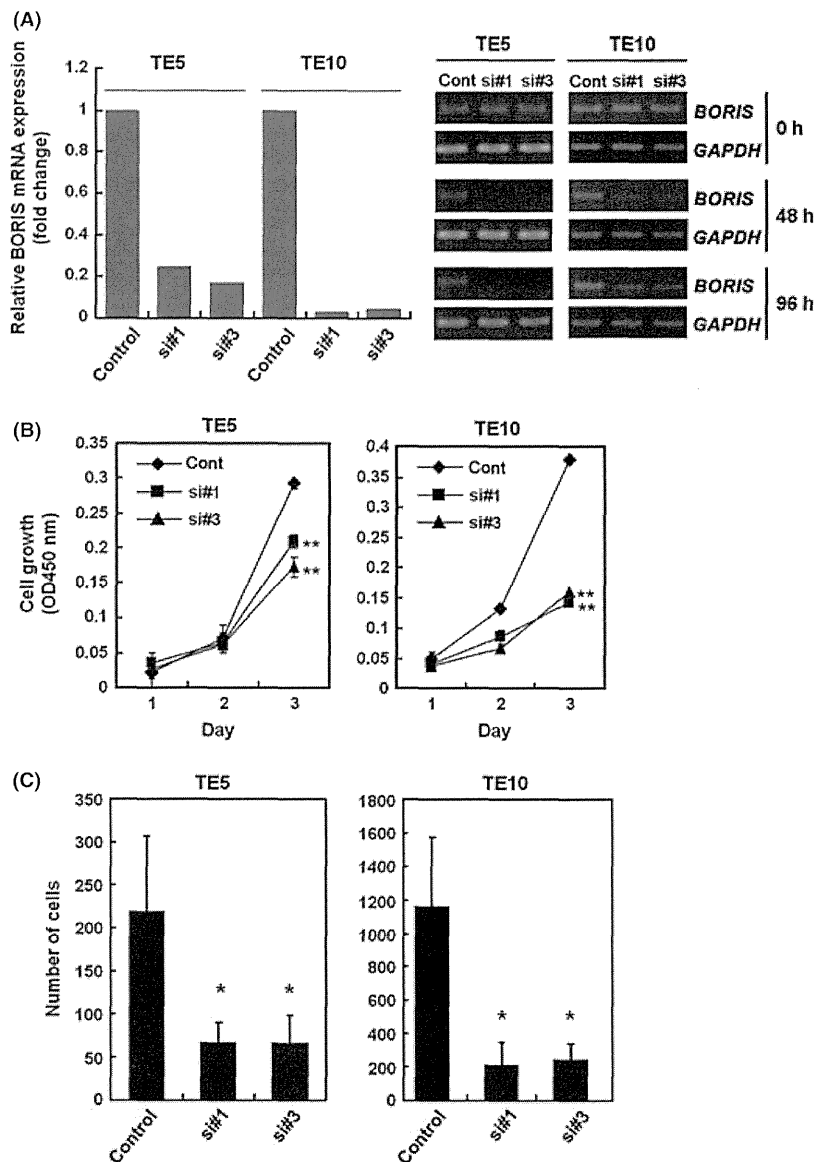 (A)
TE5 TE10
Relative BORIS mRNA expression
(fold change)
1.2
1
0.8
0.6
0.4
0.2
0
Control si#1 si#3 Control si#1 si#3
TE5 TE10
Cont si#1 si#3 Cont si#1 si#3
BORIS
GAPDH
0 h
BORIS
GAPDH
48 h
BORIS
GAPDH
96 h
(B)
TE5
Cell growth
(OD450 nm)
0.35
0.3
0.25
0.2
0.15
0.1
0.05
0
Cont
si#1
si#3
**
**
1 2 3
Day
TE10
0.4
0.35
0.3
0.25
0.2
0.15
0.1
0.05
0
Cont
si#1
si#3
**
**
1 2 3
Day
(C)
TE5
Number of cells
350
300
250
200
150
100
50
0
* *
Control si#1 si#3
TE10
1800
1600
1400
1200
1000
800
600
400
200
0
* *
Control si#1 si#3